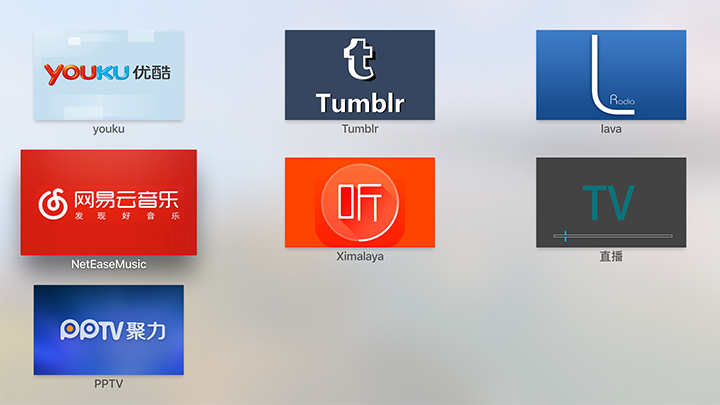 YOUKU 优酷
youku
t
Tumblr
Tumblr
L Radio
lava
网易云音乐
发现好音乐
NetEaseMusic
听
Ximalaya
TV
直播
PPTV聚力
PPTV